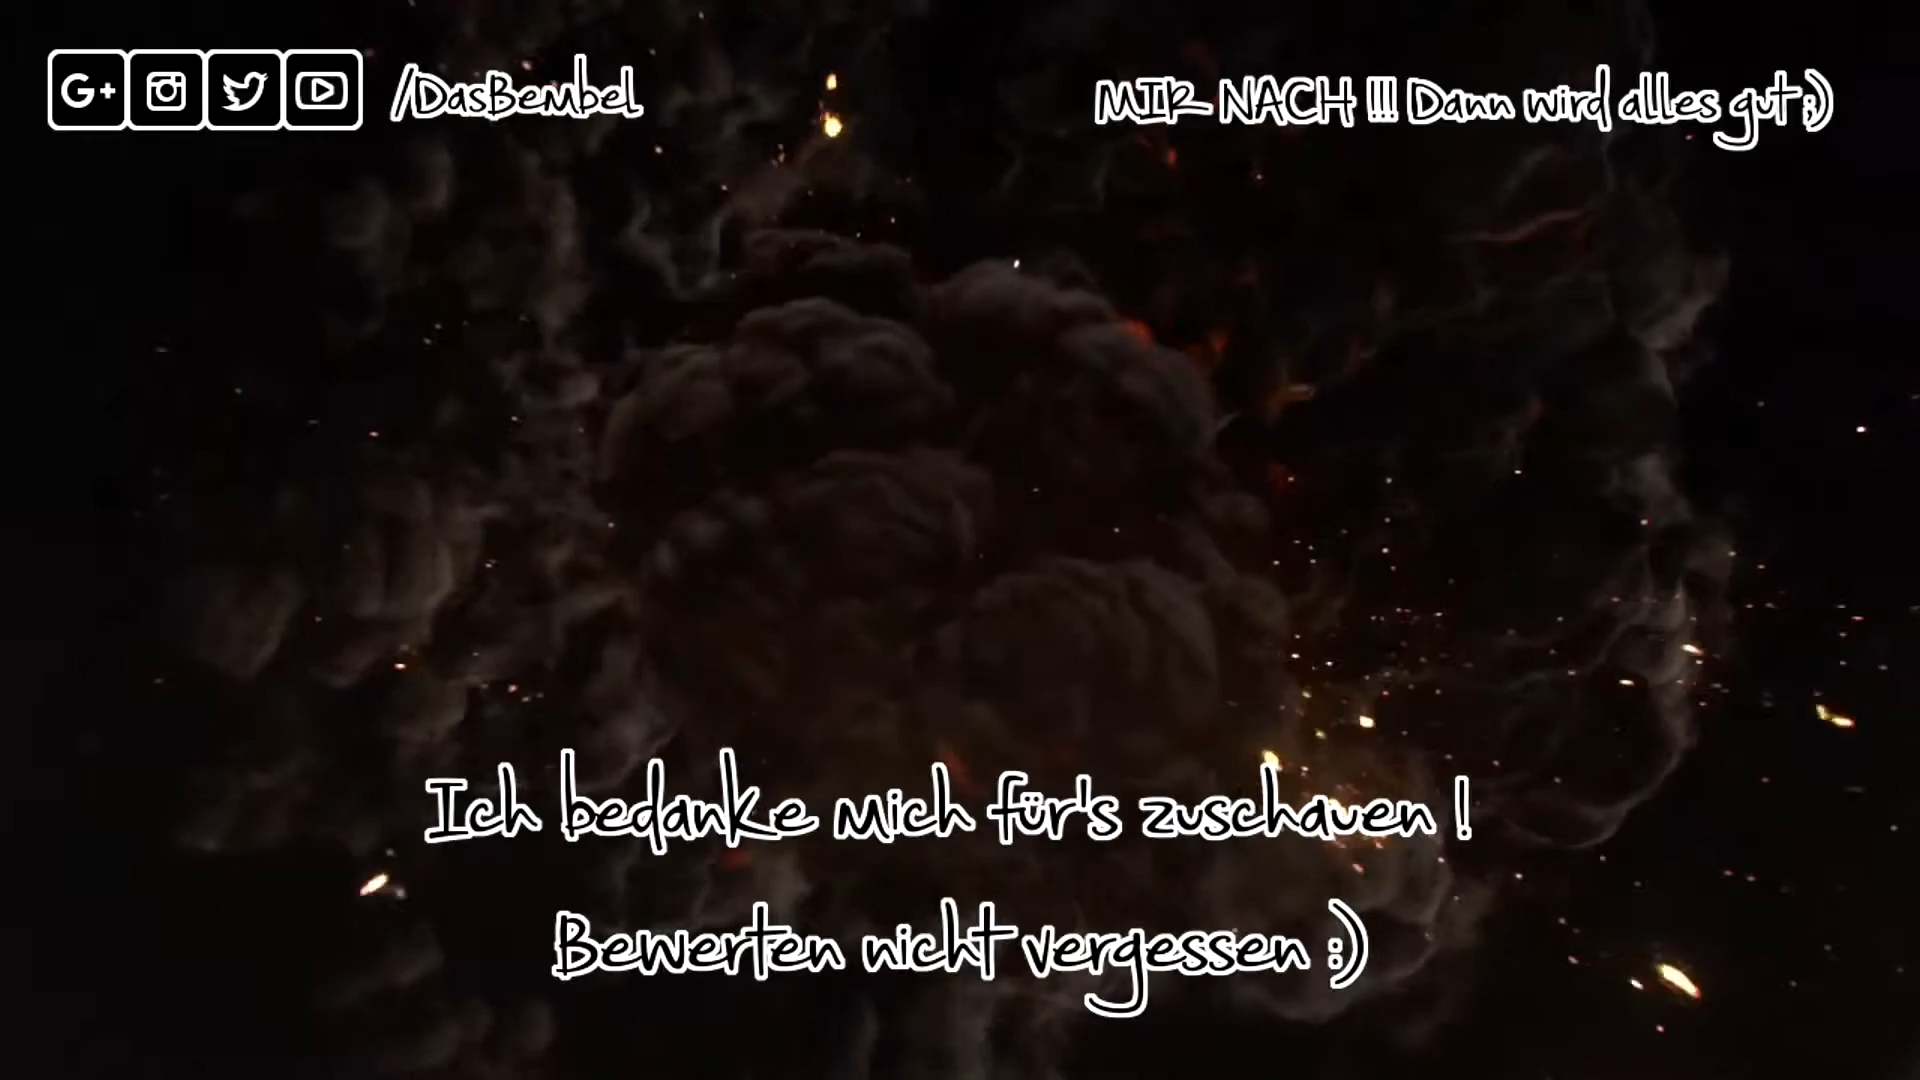 G+ /DasBembel
MIR NACH !!! Dann wird alles gut ;)
Ich bedanke mich für's zuschauen !
Bewerten nicht vergessen :)